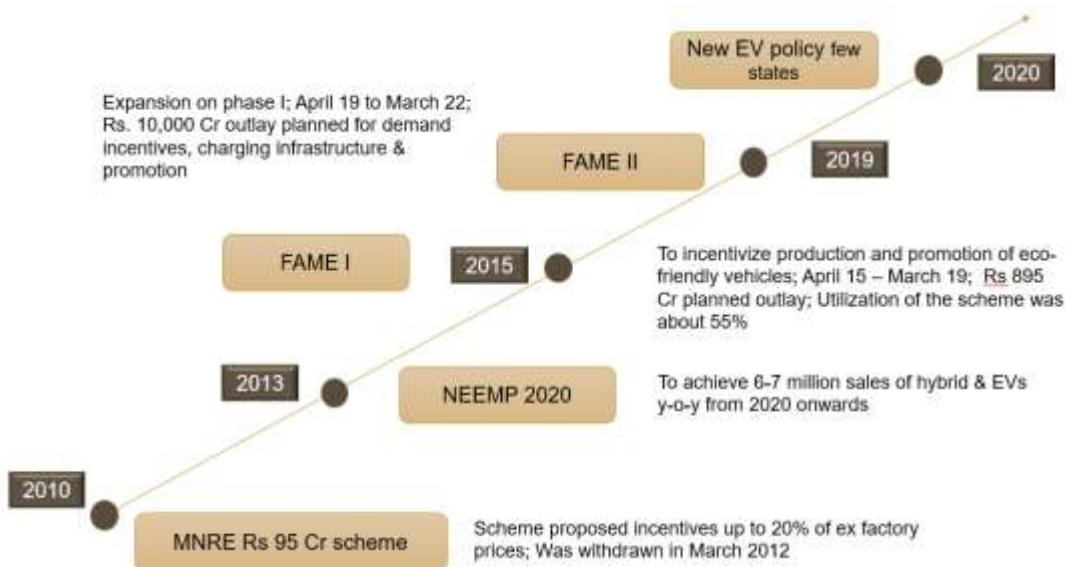 New EV policy few
states
2020
Expansion on phase I; April 19 to March 22;
Rs. 10,000 Cr outlay planned for demand
incentives, charging infrastructure &
promotion
FAME II
2019
FAME I
2015
To incentivize production and promotion of eco-
friendly vehicles; April 15 – March 19; Rs 895
Cr planned outlay; Utilization of the scheme was
about 55%
2013
NEEMP 2020
To achieve 6-7 million sales of hybrid & EVs
y-o-y from 2020 onwards
2010
MNRE Rs 95 Cr scheme
Scheme proposed incentives up to 20% of ex factory
prices; Was withdrawn in March 2012